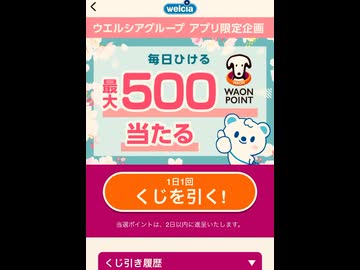 welcia
ウエルシアグループ アプリ限定企画
毎日ひける
最大500
WAON
POINT
当たる
1日1回
くじを引く!
当選ポイントは、2日以内に進呈いたします。
くじ引き履歴